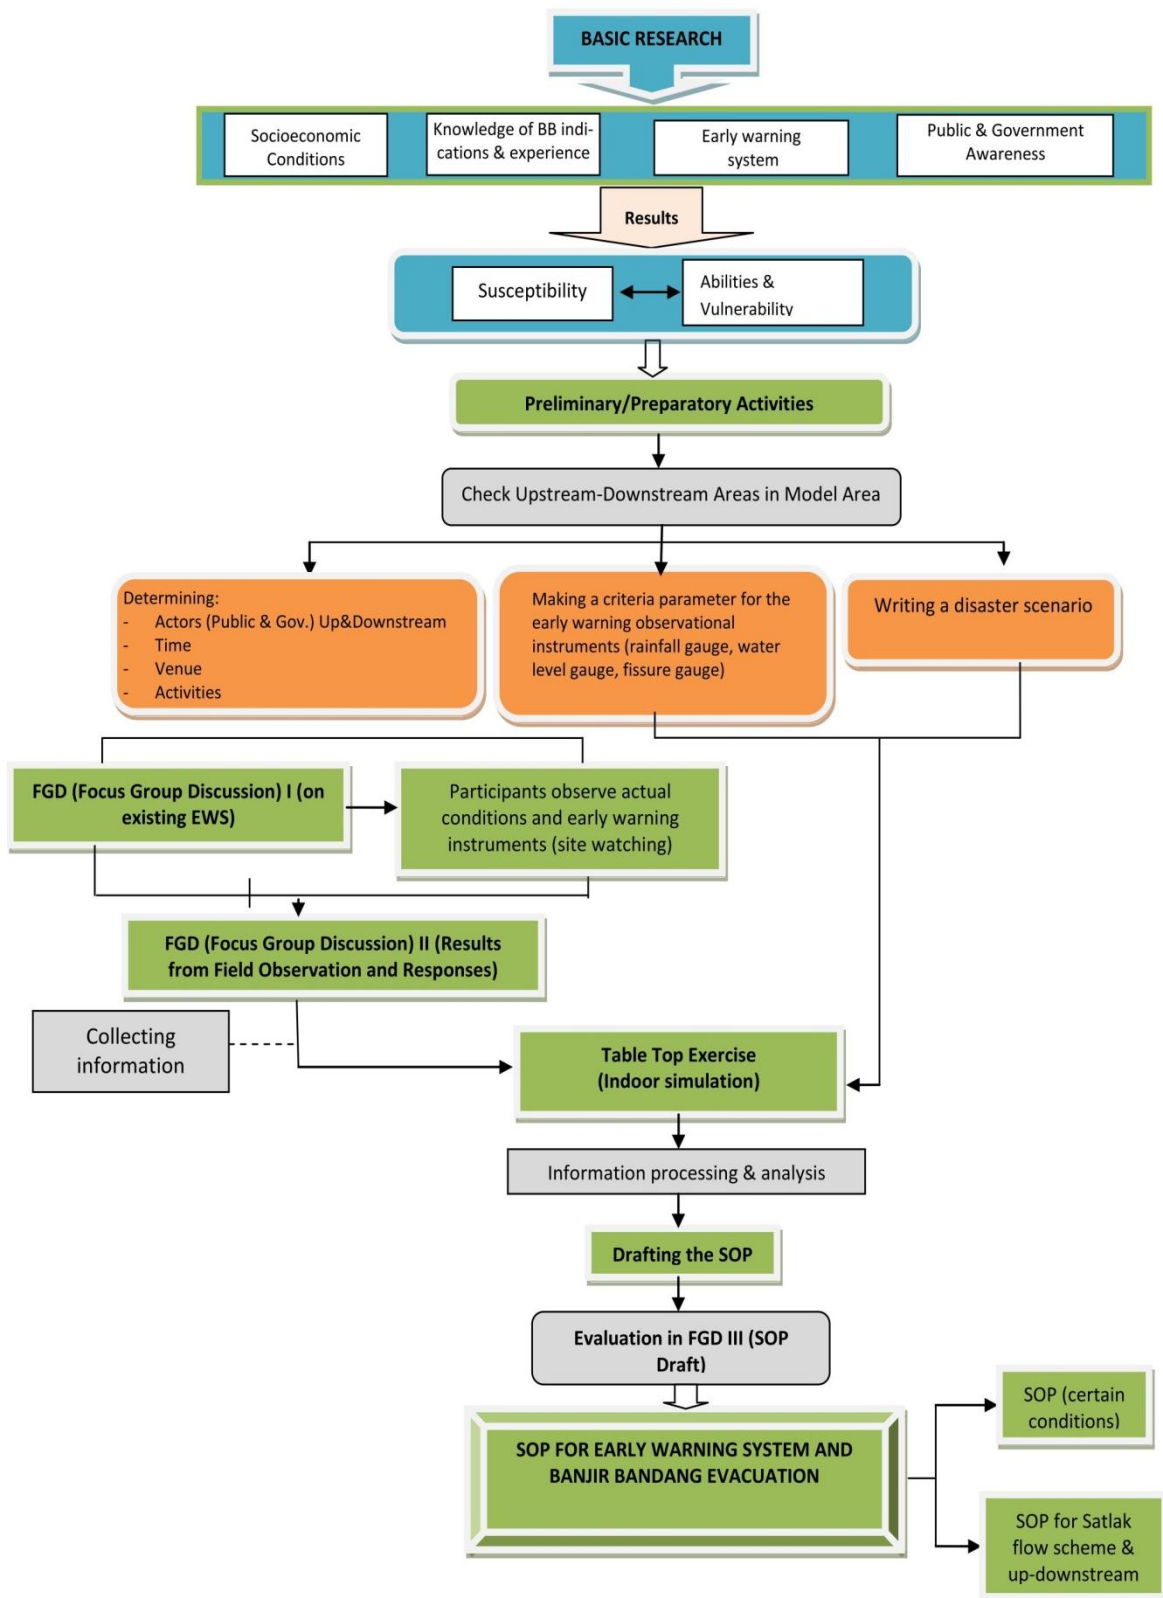 BASIC RESEARCH
Socioeconomic
Conditions
Knowledge of BB indi-
cations & experience
Early warning
system
Public & Government
Awareness
Results
Susceptibility
Abilities &
Vulnerability
Preliminary/Preparatory Activities
Check Upstream-Downstream Areas in Model Area
Determining:
- Actors (Public & Gov.) Up&Downstream
- Time
- Venue
- Activities
Making a criteria parameter for the
early warning observational
instruments (rainfall gauge, water
level gauge, fissure gauge)
Writing a disaster scenario
FGD (Focus Group Discussion) I (on
existing EWS)
Participants observe actual
conditions and early warning
instruments (site watching)
FGD (Focus Group Discussion) II (Results
from Field Observation and Responses)
Collecting
information
Table Top Exercise
(Indoor simulation)
Information processing & analysis
Drafting the SOP
Evaluation in FGD III (SOP
Draft)
SOP FOR EARLY WARNING SYSTEM AND
BANJIR BANDANG EVACUATION
SOP (certain
conditions)
SOP for Satlak
flow scheme &
up-downstream